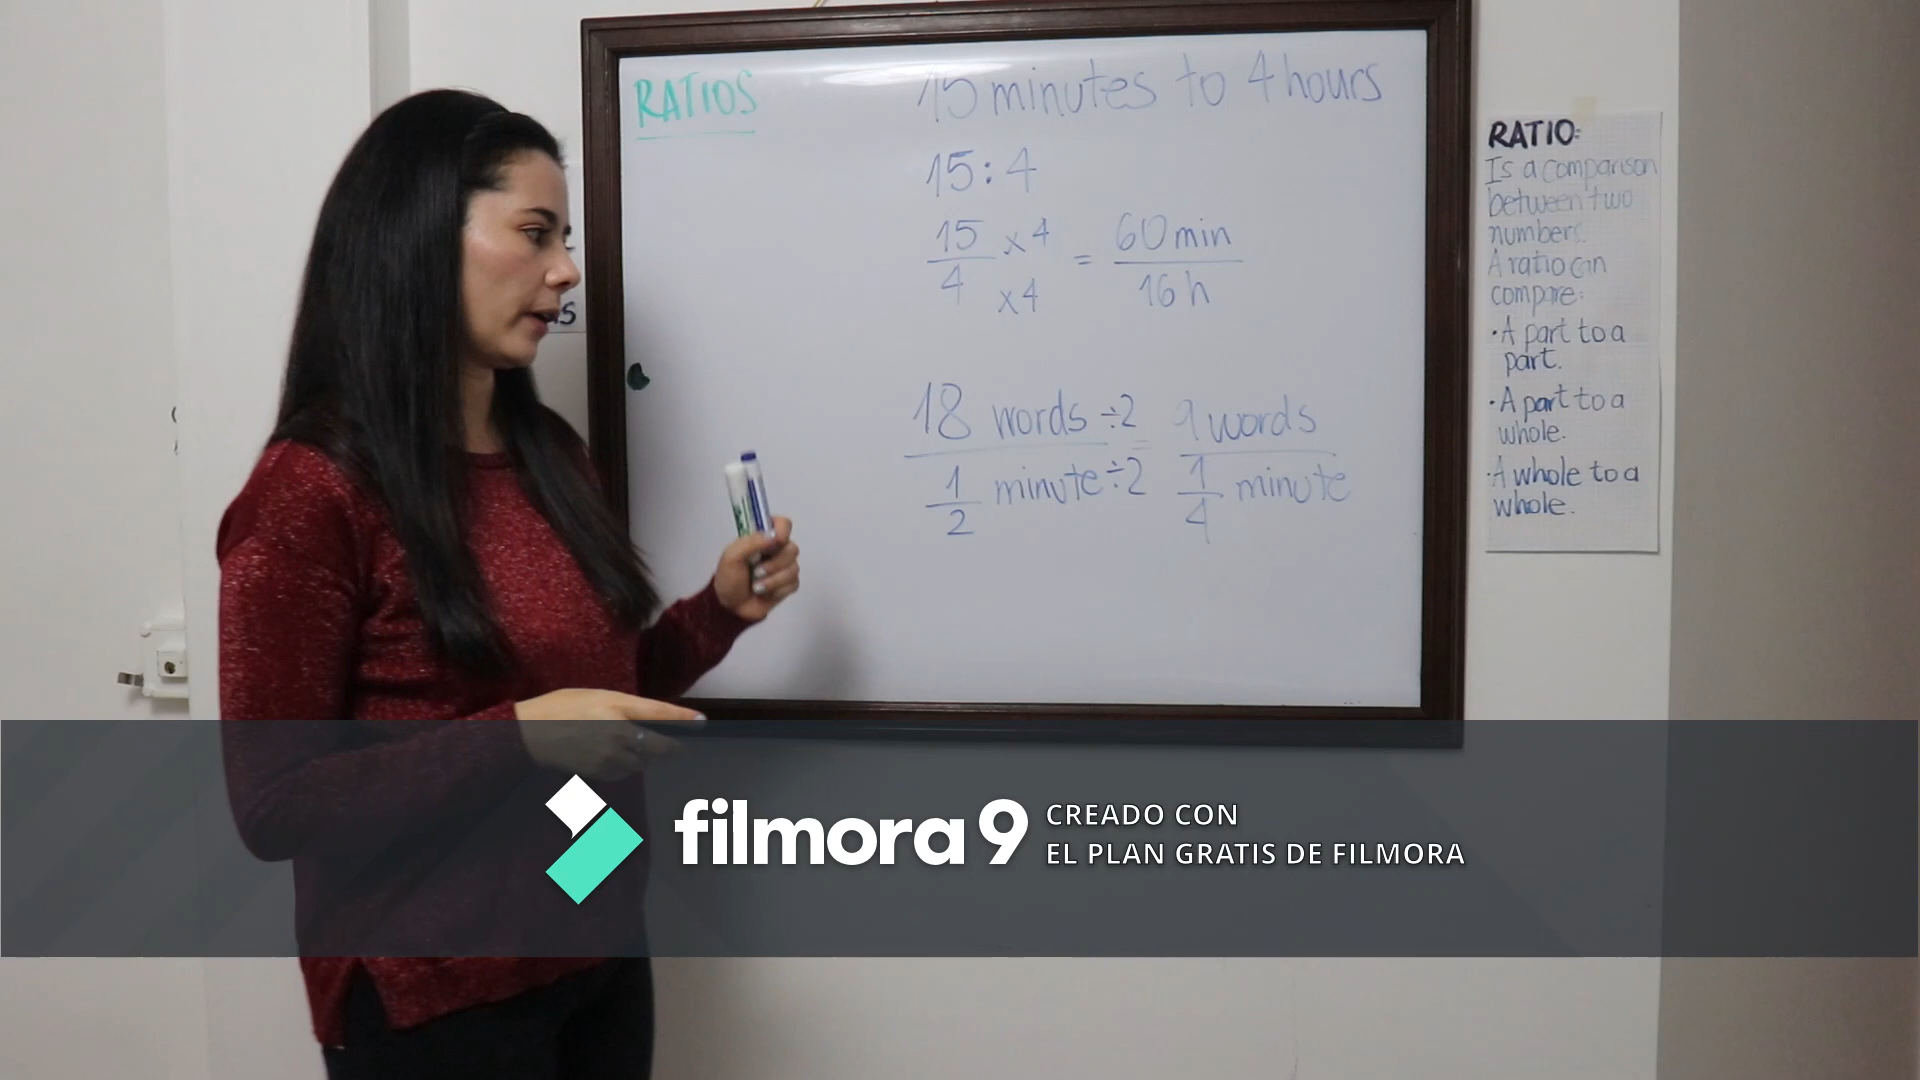 RATIOS
15 minutes to 4 hours
15:4
15 x4 = 60 min
4 x4 16 h
18 words ÷2 = 9 words
1/2 minute ÷2 1/4 minute
RATIO:
Is a comparison
between two
numbers.
A ratio can
compare:
·A part to a
part.
·A part to a
whole.
·A whole to a
whole.
filmora 9
CREADO CON
EL PLAN GRATIS DE FILMORA